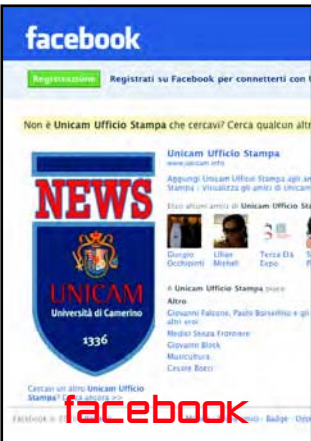 facebook
Registrazione Registrati su Facebook per connetterti con
Non è Unicam Ufficio Stampa che cercavi? Cerca qualcun altr
NEWS
UNICAM
Università di Camerino
1336
Unicam Ufficio Stampa
www.unicam.info
Aggiungi Unicam Ufficio Stampa agli am
Stampa · Visualizza gli amici di Unicam
Ecco alcuni amici di Unicam Ufficio Sta
Giorgio Occhipinti
Lilian Micheli
Terza Età Expo
A Unicam Ufficio Stampa piace
Altro
Giovanni Falcone, Paolo Borsellino e gli
altri eroi
Medici Senza Frontiere
Giovanni Block
Musicultura
Cesare Bocci
Cercavi un altro Unicam Ufficio
Stampa? Cerca ancora >>
facebook
Badge